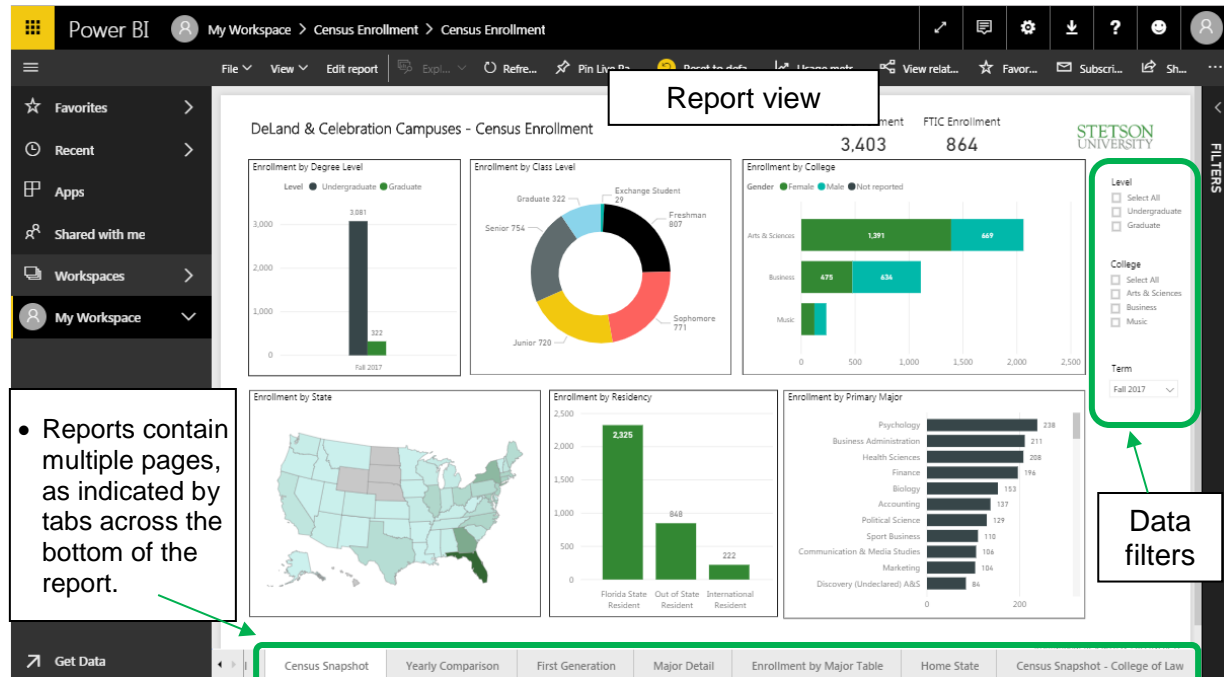 Power BI
My Workspace > Census Enrollment > Census Enrollment
?
File View Edit report Expl... Refre... Pin Live Pa... Reset to defa... Usage metr... View relat... Favor... Subscri... Sh... ...
Report view
Favorites
Recent
Apps
Shared with me
Workspaces
My Workspace
Get Data
FILTERS
DeLand & Celebration Campuses - Census Enrollment
3,403
FTIC Enrollment
864
STETSON
UNIVERSITY
Enrollment by Degree Level
Level Undergraduate Graduate
3,081
322
3,000
2,000
1,000
0
Fall 2017
Enrollment by Class Level
Graduate 322
Exchange Student
29
Freshman
807
Senior 754
Sophomore
771
Junior 720
Enrollment by College
Gender Female Male Not reported
Arts & Sciences 1,391 669
Business 475 636
Music
0 500 1,000 1,500 2,000 2,500
Level
Select All
Undergraduate
Graduate
College
Select All
Arts & Sciences
Business
Music
Term
Fall 2017
Data
filters
• Reports contain
multiple pages,
as indicated by
tabs across the
bottom of the
report.
Enrollment by State
Enrollment by Residency
2,500
2,000
1,500
1,000
500
0
2,325
848
222
Florida State
Resident
Out of State
Resident
International
Resident
Enrollment by Primary Major
Psychology 238
Business Administration 211
Health Sciences 208
Finance 196
Biology 153
Accounting 137
Political Science 129
Sport Business 110
Communication & Media Studies 106
Marketing 104
Discovery (Undeclared) A&S 84
0 200
Census Snapshot Yearly Comparison First Generation Major Detail Enrollment by Major Table Home State Census Snapshot - College of Law